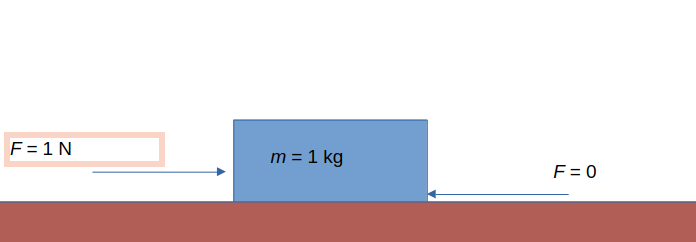 F = 1 N
m = 1 kg
F = 0